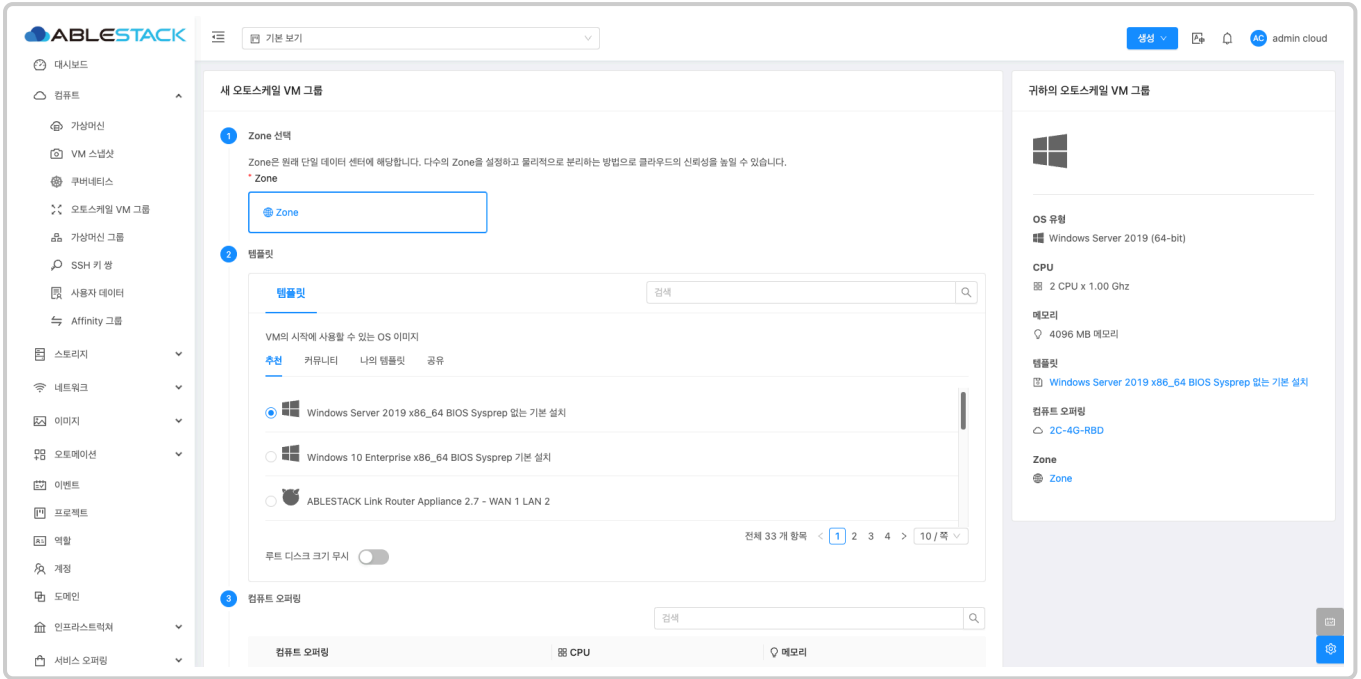 ABLESTACK
기본 보기
생성
AC admin cloud
대시보드
컴퓨트
가상머신
VM 스냅샷
쿠버네티스
오토스케일 VM 그룹
가상머신 그룹
SSH 키 쌍
사용자 데이터
Affinity 그룹
스토리지
네트워크
이미지
오토메이션
이벤트
프로젝트
역할
계정
도메인
인프라스트럭쳐
서비스 오퍼링
새 오토스케일 VM 그룹
1 Zone 선택
Zone은 원래 단일 데이터 센터에 해당합니다. 다수의 Zone을 설정하고 물리적으로 분리하는 방법으로 클라우드의 신뢰성을 높일 수 있습니다.
* Zone
Zone
2 템플릿
템플릿
검색
VM의 시작에 사용할 수 있는 OS 이미지
추천 커뮤니티 나의 템플릿 공유
Windows Server 2019 x86_64 BIOS Sysprep 없는 기본 설치
Windows 10 Enterprise x86_64 BIOS Sysprep 기본 설치
ABLESTACK Link Router Appliance 2.7 - WAN 1 LAN 2
전체 33 개 항목 < 1 2 3 4 > 10 / 쪽
루트 디스크 크기 무시
3 컴퓨트 오퍼링
검색
컴퓨트 오퍼링 CPU 메모리
귀하의 오토스케일 VM 그룹
OS 유형
Windows Server 2019 (64-bit)
CPU
2 CPU x 1.00 Ghz
메모리
4096 MB 메모리
템플릿
Windows Server 2019 x86_64 BIOS Sysprep 없는 기본 설치
컴퓨트 오퍼링
2C-4G-RBD
Zone
Zone